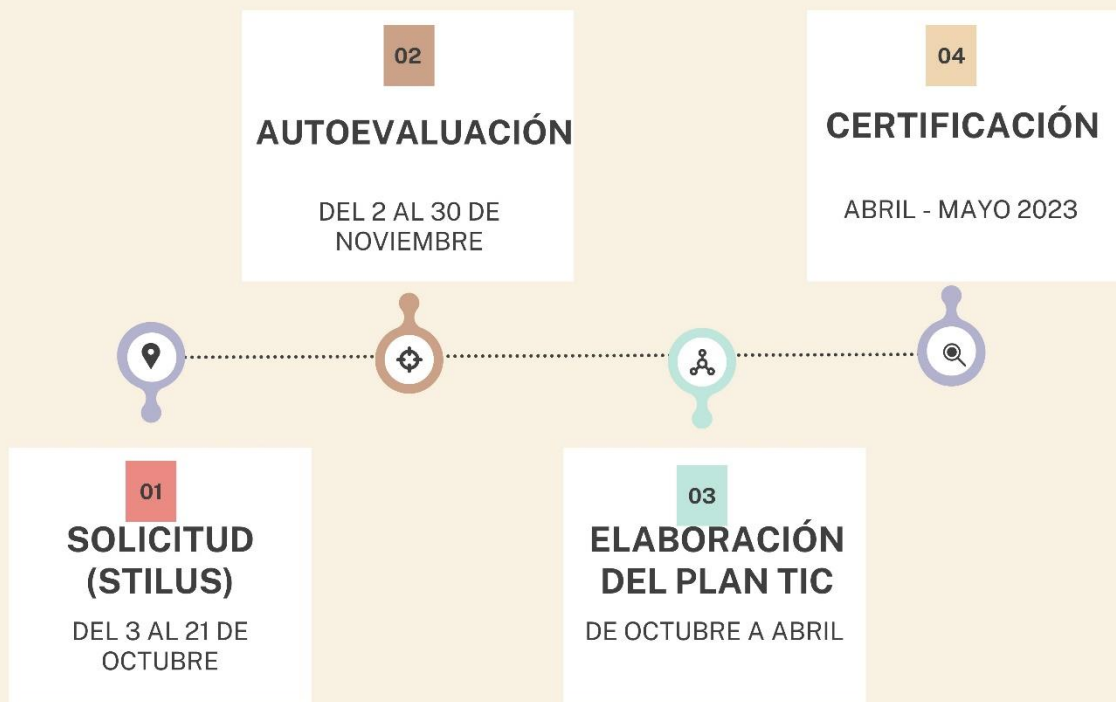 01
SOLICITUD
(STILUS)
DEL 3 AL 21 DE
OCTUBRE
02
AUTOEVALUACIÓN
DEL 2 AL 30 DE
NOVIEMBRE
03
ELABORACIÓN
DEL PLAN TIC
DE OCTUBRE A ABRIL
04
CERTIFICACIÓN
ABRIL - MAYO 2023